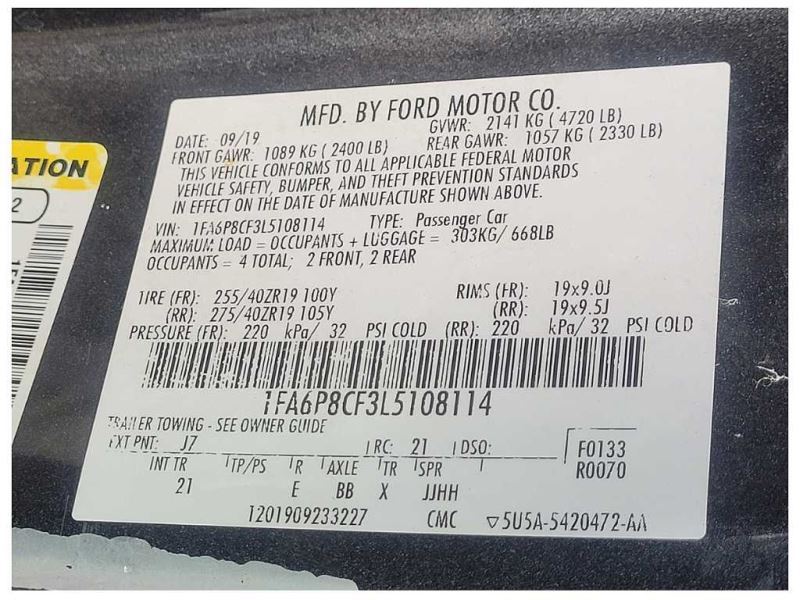 ATION
2
MFD. BY FORD MOTOR CO.
DATE: 09/19 GVWR: 2141 KG ( 4720 LB)
FRONT GAWR: 1089 KG ( 2400 LB) REAR GAWR: 1057 KG ( 2330 LB)
THIS VEHICLE CONFORMS TO ALL APPLICABLE FEDERAL MOTOR
VEHICLE SAFETY, BUMPER, AND THEFT PREVENTION STANDARDS
IN EFFECT ON THE DATE OF MANUFACTURE SHOWN ABOVE.
VIN: 1FA6P8CF3L5108114 TYPE: Passenger Car
MAXIMUM LOAD = OCCUPANTS + LUGGAGE = 303KG/ 668LB
OCCUPANTS = 4 TOTAL; 2 FRONT, 2 REAR
TIRE (FR): 255/40ZR19 100Y RIMS (FR): 19x9.0J
(RR): 275/40ZR19 105Y (RR): 19x9.5J
PRESSURE (FR): 220 kPa/ 32 PSI COLD (RR): 220 kPa/ 32 PSI COLD
1FA6P8CF3L5108114
TRAILER TOWING - SEE OWNER GUIDE
EXT PNT: J7 RC: 21 DSO: F0133
R0070
INT TR TP/PS R AXLE TR SPR
21 E BB X JJHH
1201909233227 CMC ▽5U5A-5420472-AA